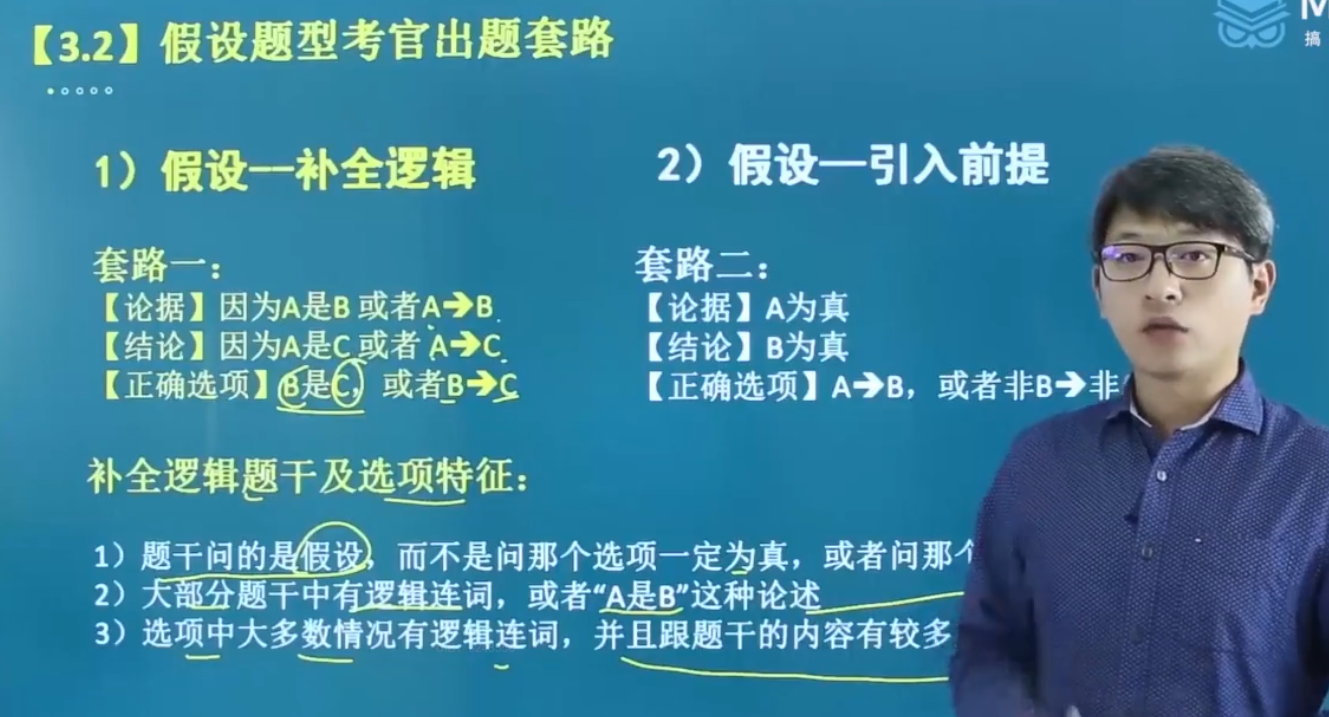 【3.2】假设题型考官出题套路
搞
1）假设—补全逻辑
套路一：
【论据】因为A是B 或者A➔B
【结论】因为A是C 或者 A➔C
【正确选项】B是C，或者B➔C
2）假设—引入前提
套路二：
【论据】A为真
【结论】B为真
【正确选项】A➔B，或者非B➔非
补全逻辑题干及选项特征：
1）题干问的是假设，而不是问那个选项一定为真，或者问那个
2）大部分题干中有逻辑连词，或者“A是B”这种论述
3）选项中大多数情况有逻辑连词，并且跟题干的内容有较多